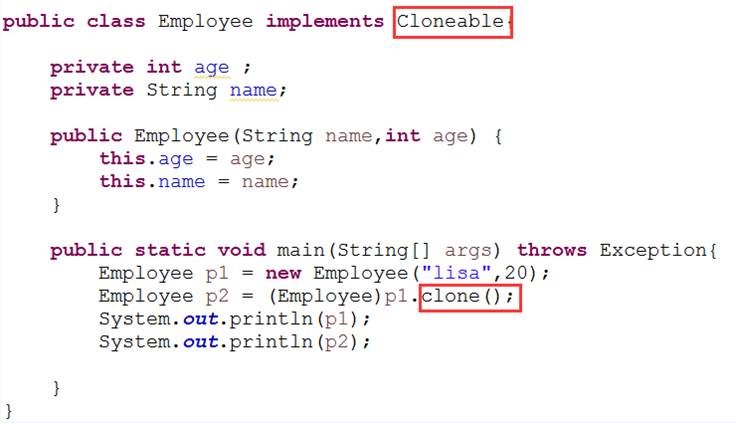 public class Employee implements Cloneable{
private int age ;
private String name;
public Employee(String name,int age) {
this.age = age;
this.name = name;
}
public static void main(String[] args) throws Exception{
Employee p1 = new Employee("lisa",20);
Employee p2 = (Employee)p1.clone();
System.out.println(p1);
System.out.println(p2);
}
}